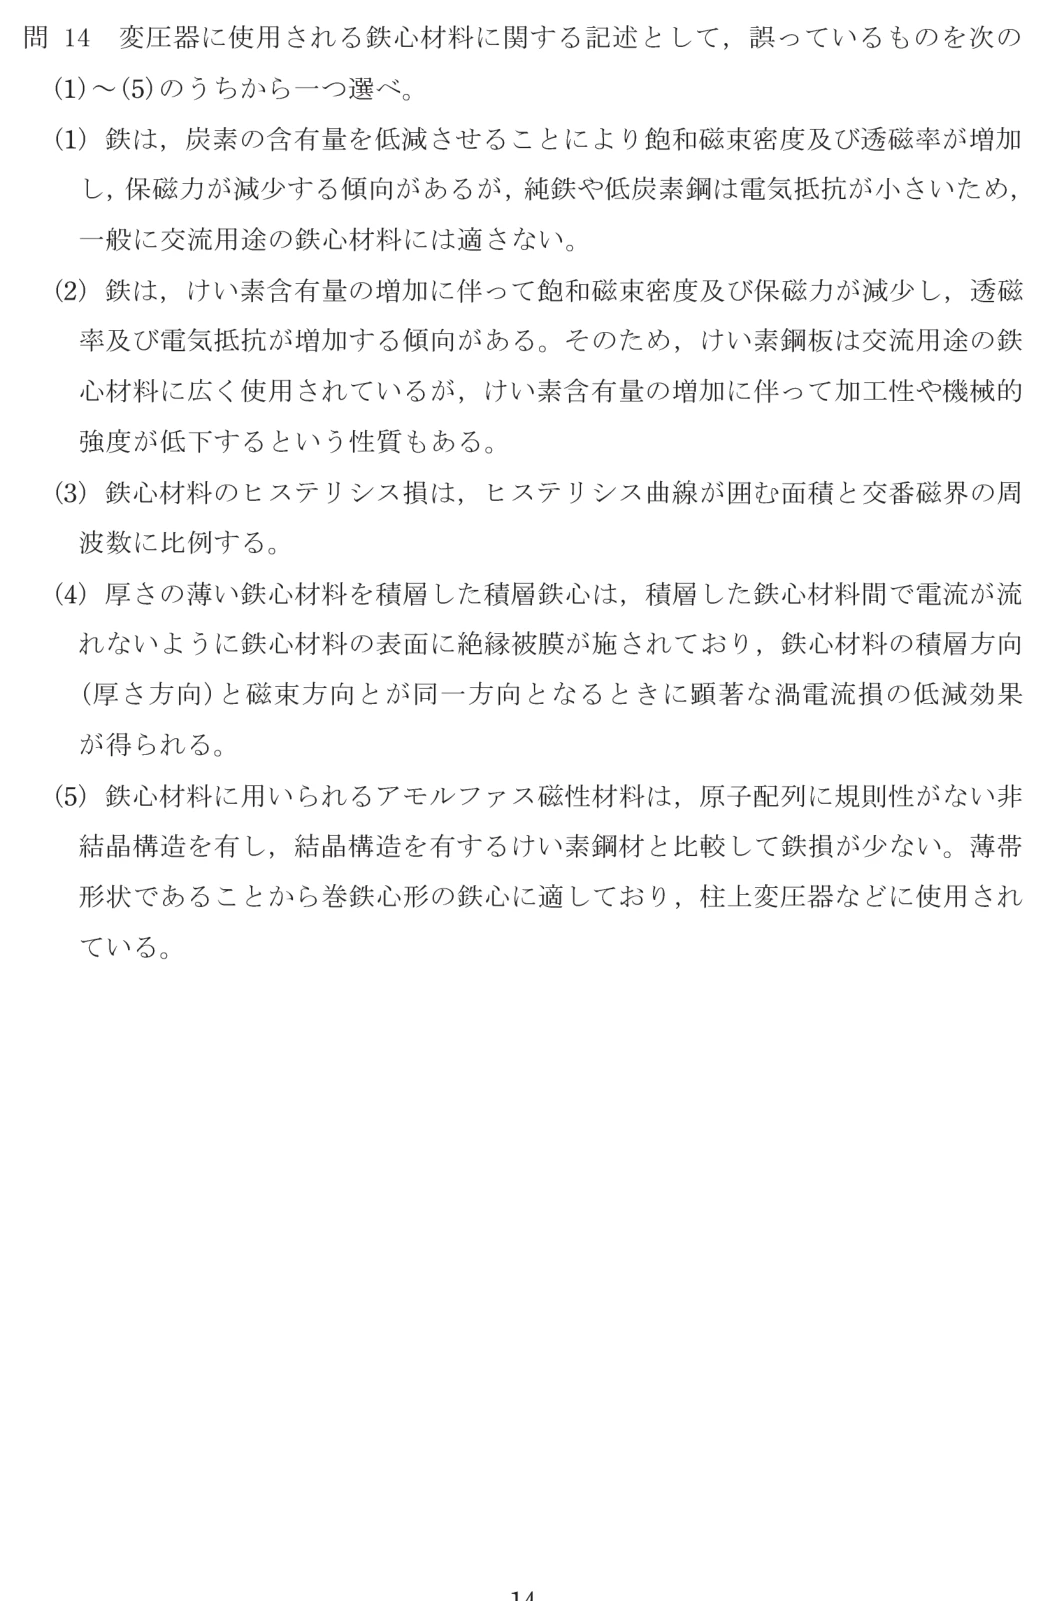 問 14 変圧器に使用される鉄心材料に関する記述として，誤っているものを次の
(1)～(5)のうちから一つ選べ。
(1) 鉄は，炭素の含有量を低減させることにより飽和磁束密度及び透磁率が増加
し，保磁力が減少する傾向があるが，純鉄や低炭素鋼は電気抵抗が小さいため，
一般に交流用途の鉄心材料には適さない。
(2) 鉄は，けい素含有量の増加に伴って飽和磁束密度及び保磁力が減少し，透磁
率及び電気抵抗が増加する傾向がある。そのため，けい素鋼板は交流用途の鉄
心材料に広く使用されているが，けい素含有量の増加に伴って加工性や機械的
強度が低下するという性質もある。
(3) 鉄心材料のヒステリシス損は，ヒステリシス曲線が囲む面積と交番磁界の周
波数に比例する。
(4) 厚さの薄い鉄心材料を積層した積層鉄心は，積層した鉄心材料間で電流が流
れないように鉄心材料の表面に絶縁被膜が施されており，鉄心材料の積層方向
(厚さ方向)と磁束方向とが同一方向となるときに顕著な渦電流損の低減効果
が得られる。
(5) 鉄心材料に用いられるアモルファス磁性材料は，原子配列に規則性がない非
結晶構造を有し，結晶構造を有するけい素鋼材と比較して鉄損が少ない。薄帯
形状であることから巻鉄心形の鉄心に適しており，柱上変圧器などに使用され
ている。
14